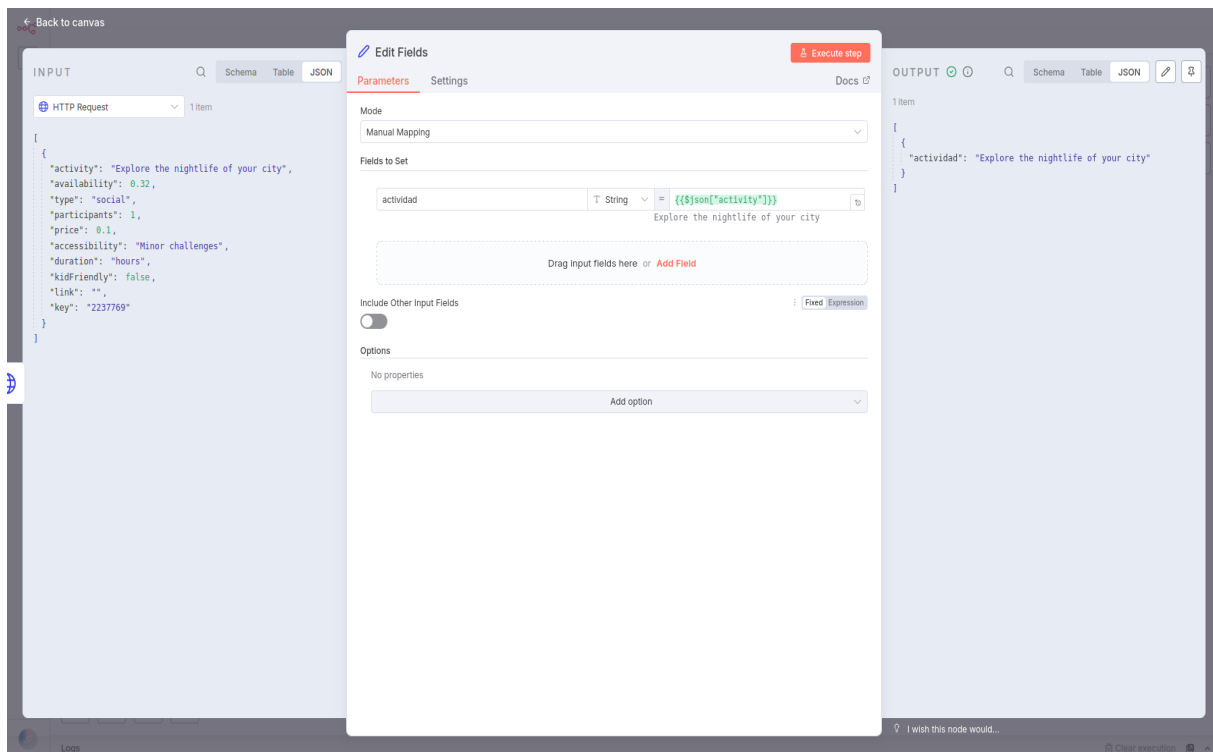 Back to canvas
INPUT
Schema Table JSON
HTTP Request
1 item
[
{
"activity": "Explore the nightlife of your city",
"availability": 0.32,
"type": "social",
"participants": 1,
"price": 0.1,
"accessibility": "Minor challenges",
"duration": "hours",
"kidFriendly": false,
"link": "",
"key": "2237769"
}
]
Edit Fields
Execute step
Parameters Settings
Docs
Mode
Manual Mapping
Fields to Set
actividad
T String
=
{{$json["activity"]}}
Explore the nightlife of your city
Drag input fields here or Add Field
Include Other Input Fields
Fixed Expression
Options
No properties
Add option
OUTPUT
Schema Table JSON
1 item
[
{
"actividad": "Explore the nightlife of your city"
}
]
I wish this node would...
Logs
Clear execution